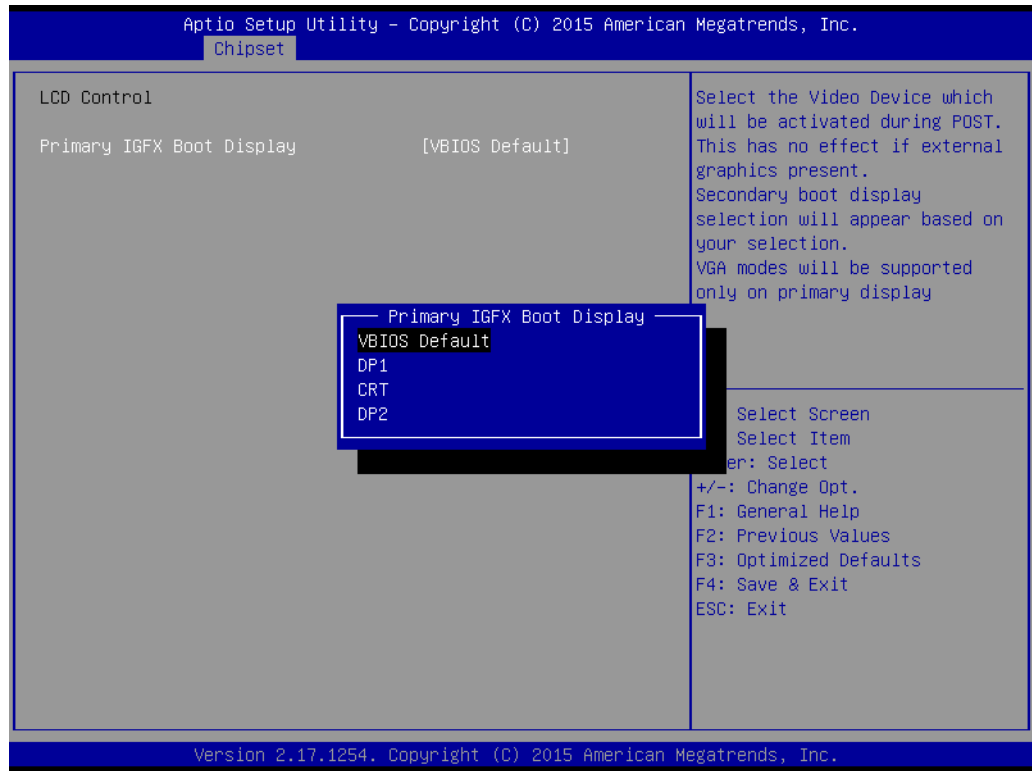 Aptio Setup Utility – Copyright (C) 2015 American Megatrends, Inc.
Chipset
LCD Control
Primary IGFX Boot Display [VBIOS Default]
Select the Video Device which
will be activated during POST.
This has no effect if external
graphics present.
Secondary boot display
selection will appear based on
your selection.
VGA modes will be supported
only on primary display
Primary IGFX Boot Display
VBIOS Default
DP1
CRT
DP2
Select Screen
Select Item
er: Select
+/-: Change Opt.
F1: General Help
F2: Previous Values
F3: Optimized Defaults
F4: Save & Exit
ESC: Exit
Version 2.17.1254. Copyright (C) 2015 American Megatrends, Inc.